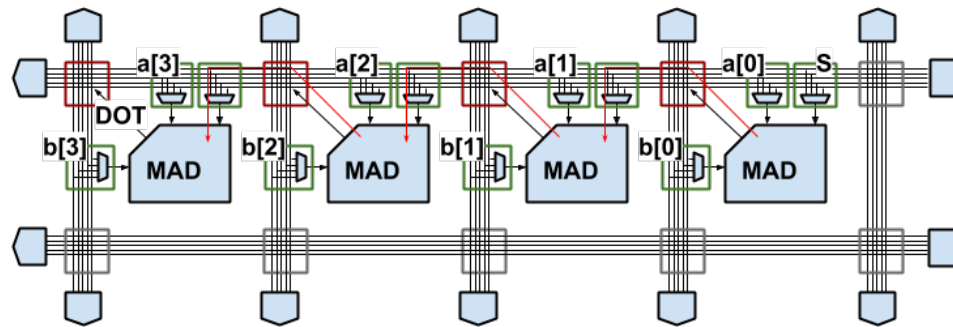 a[3] a[2] a[1] a[0] S
DOT
b[3] b[2] b[1] b[0]
MAD MAD MAD MAD